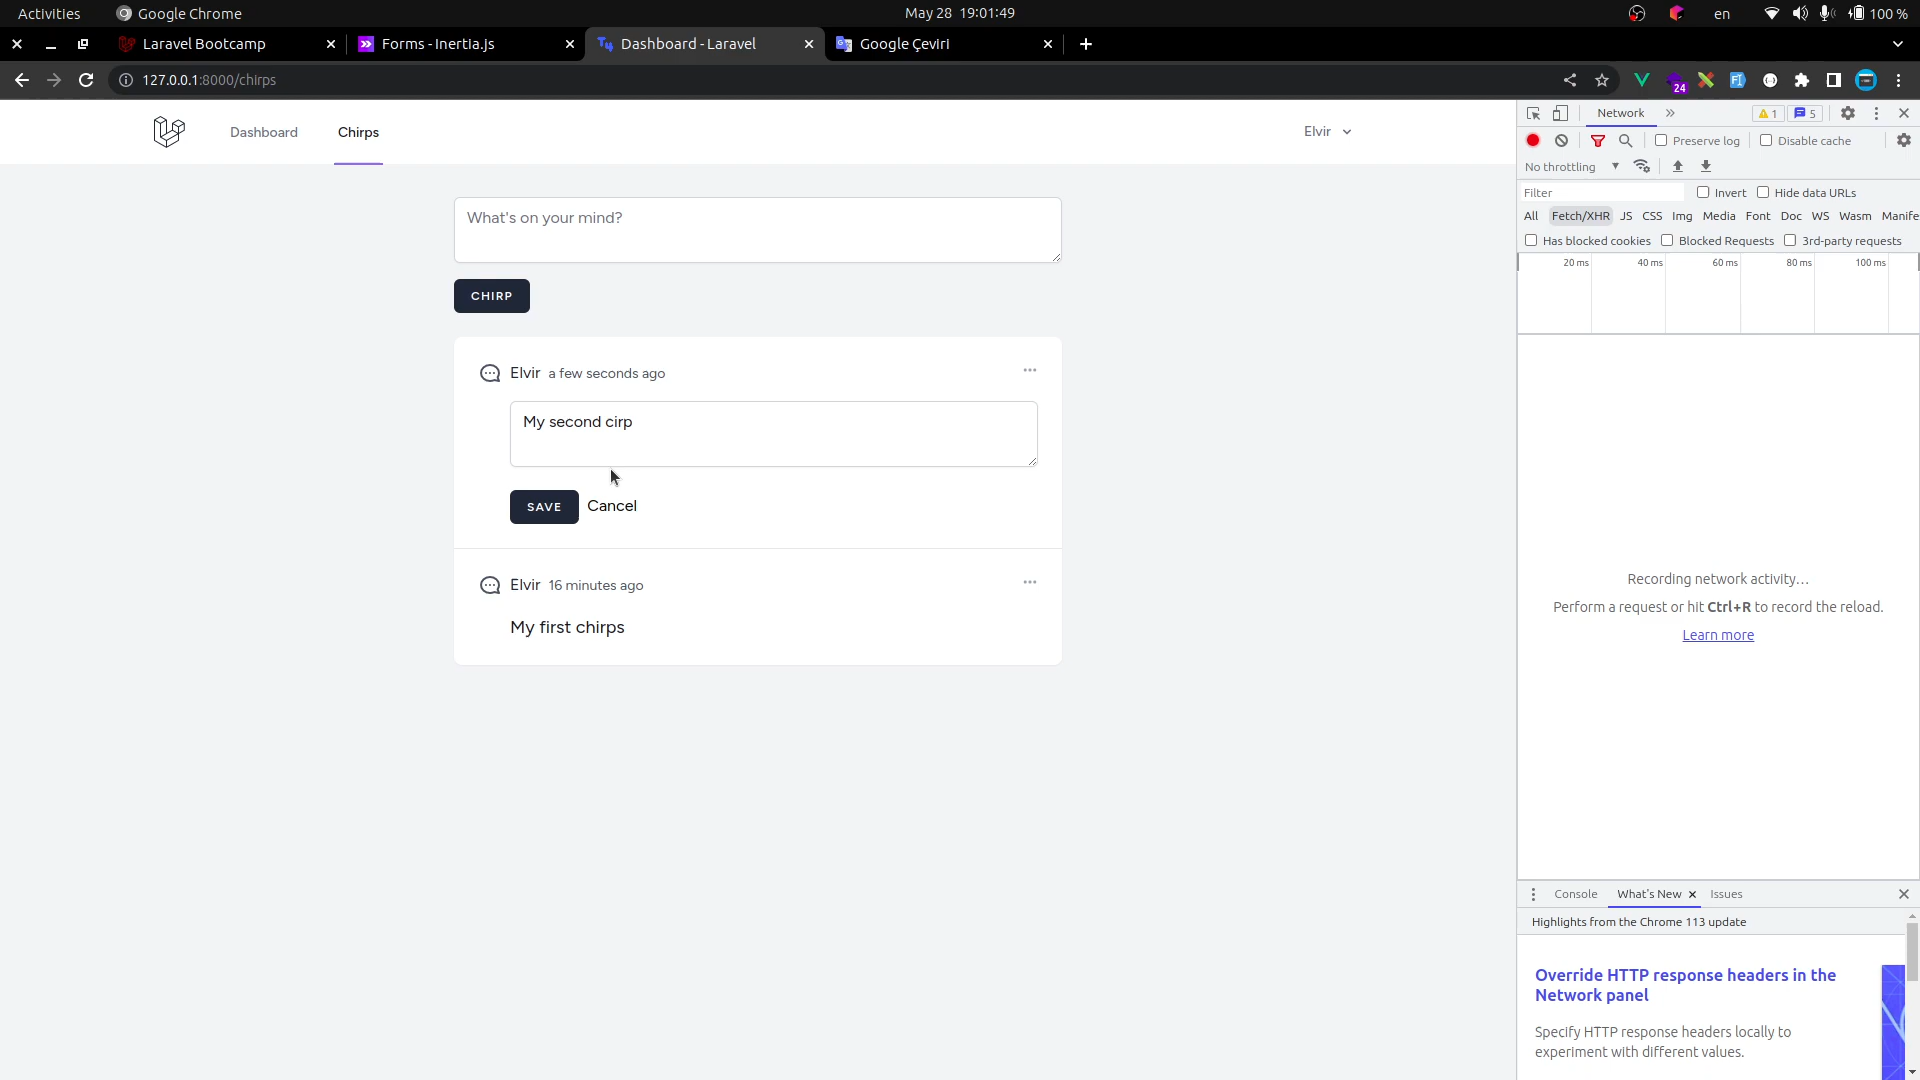 Activities Google Chrome May 28 19:01:49 en 100 %
Laravel Bootcamp Forms - Inertia.js Dashboard - Laravel Google Çeviri
127.0.0.1:8000/chirps 24
Dashboard Chirps Elvir
What's on your mind?
CHIRP
Elvir a few seconds ago
My second cirp
SAVE Cancel
Elvir 16 minutes ago
My first chirps
Network 1 5
Preserve log Disable cache
No throttling
Filter Invert Hide data URLs
All Fetch/XHR JS CSS Img Media Font Doc WS Wasm Manife
Has blocked cookies Blocked Requests 3rd-party requests
20 ms 40 ms 60 ms 80 ms 100 ms
Recording network activity…
Perform a request or hit Ctrl+R to record the reload.
Learn more
Console What's New Issues
Highlights from the Chrome 113 update
Override HTTP response headers in the
Network panel
Specify HTTP response headers locally to
experiment with different values.